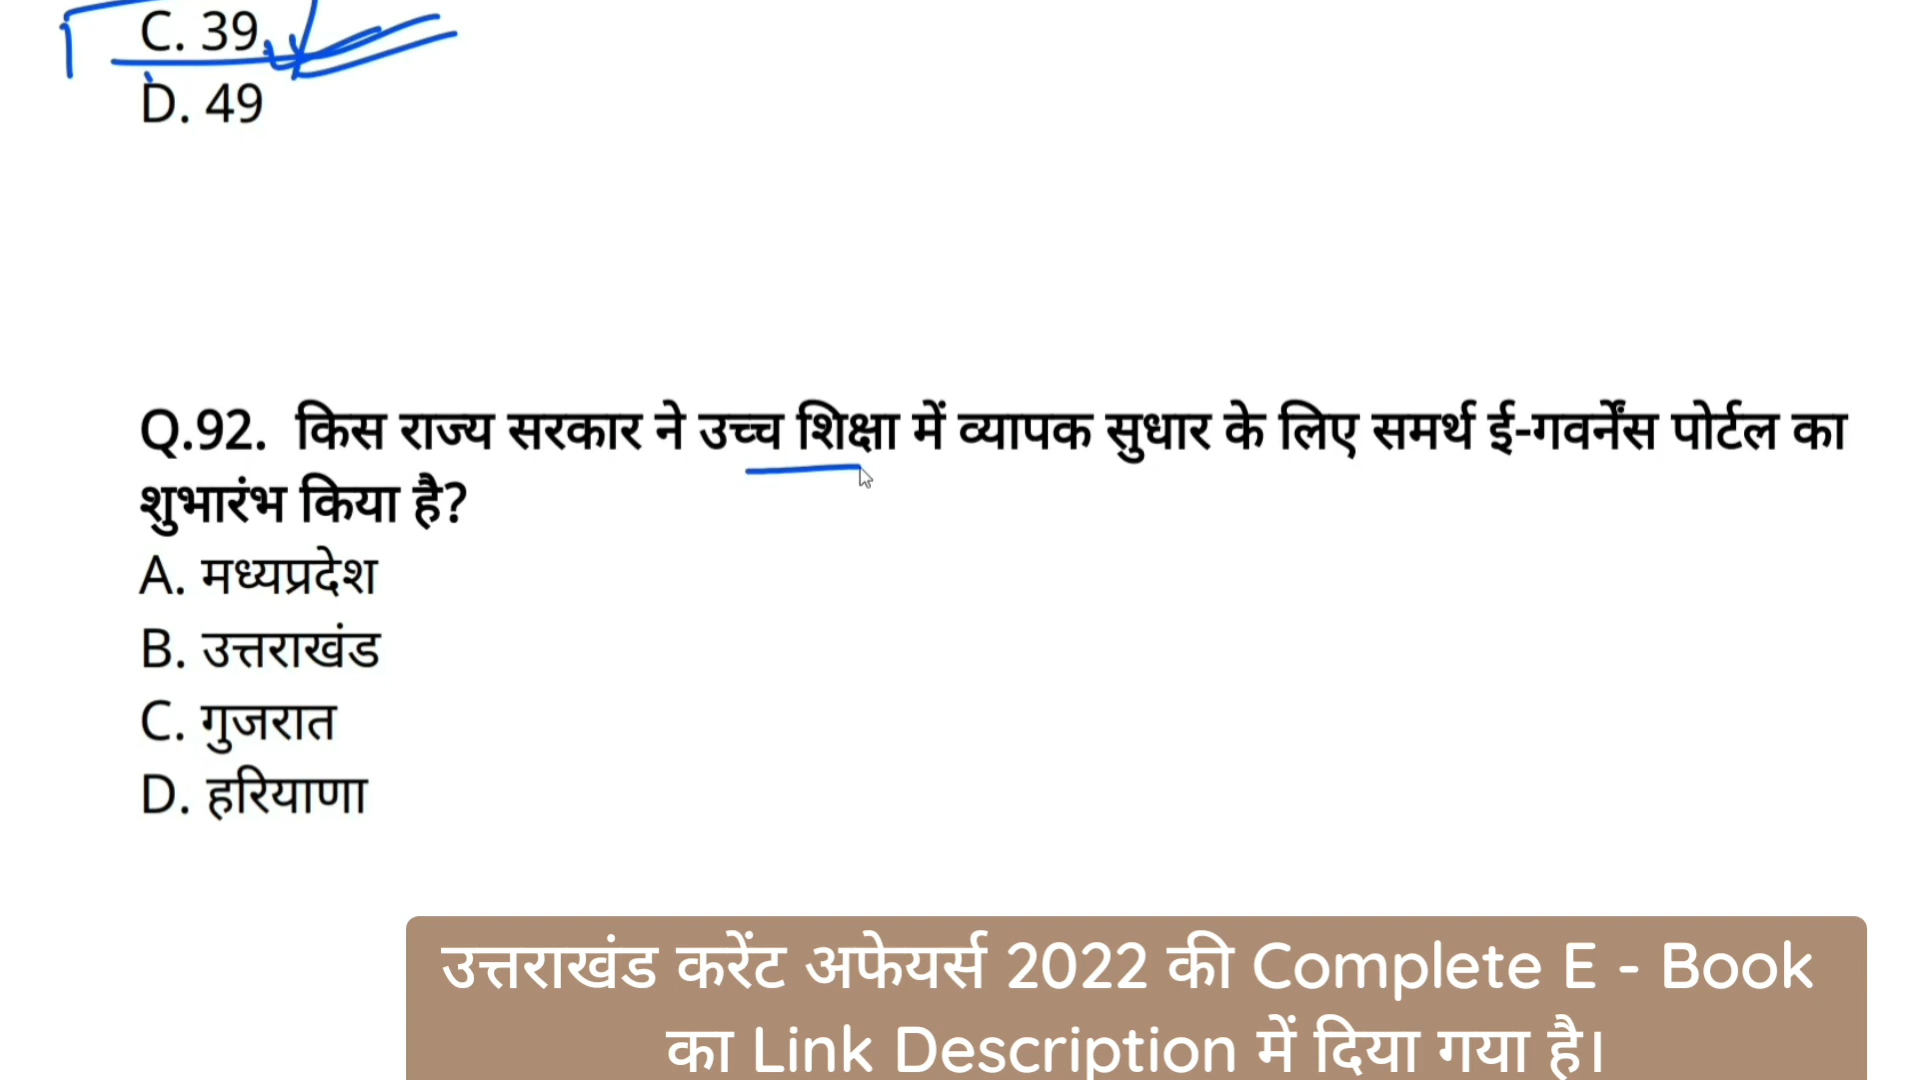 C. 39
D. 49
Q.92. किस राज्य सरकार ने उच्च शिक्षा में व्यापक सुधार के लिए समर्थ ई-गवर्नेंस पोर्टल का
शुभारंभ किया है?
A. मध्यप्रदेश
B. उत्तराखंड
C. गुजरात
D. हरियाणा
उत्तराखंड करेंट अफेयर्स 2022 की Complete E - Book
का Link Description में दिया गया है।